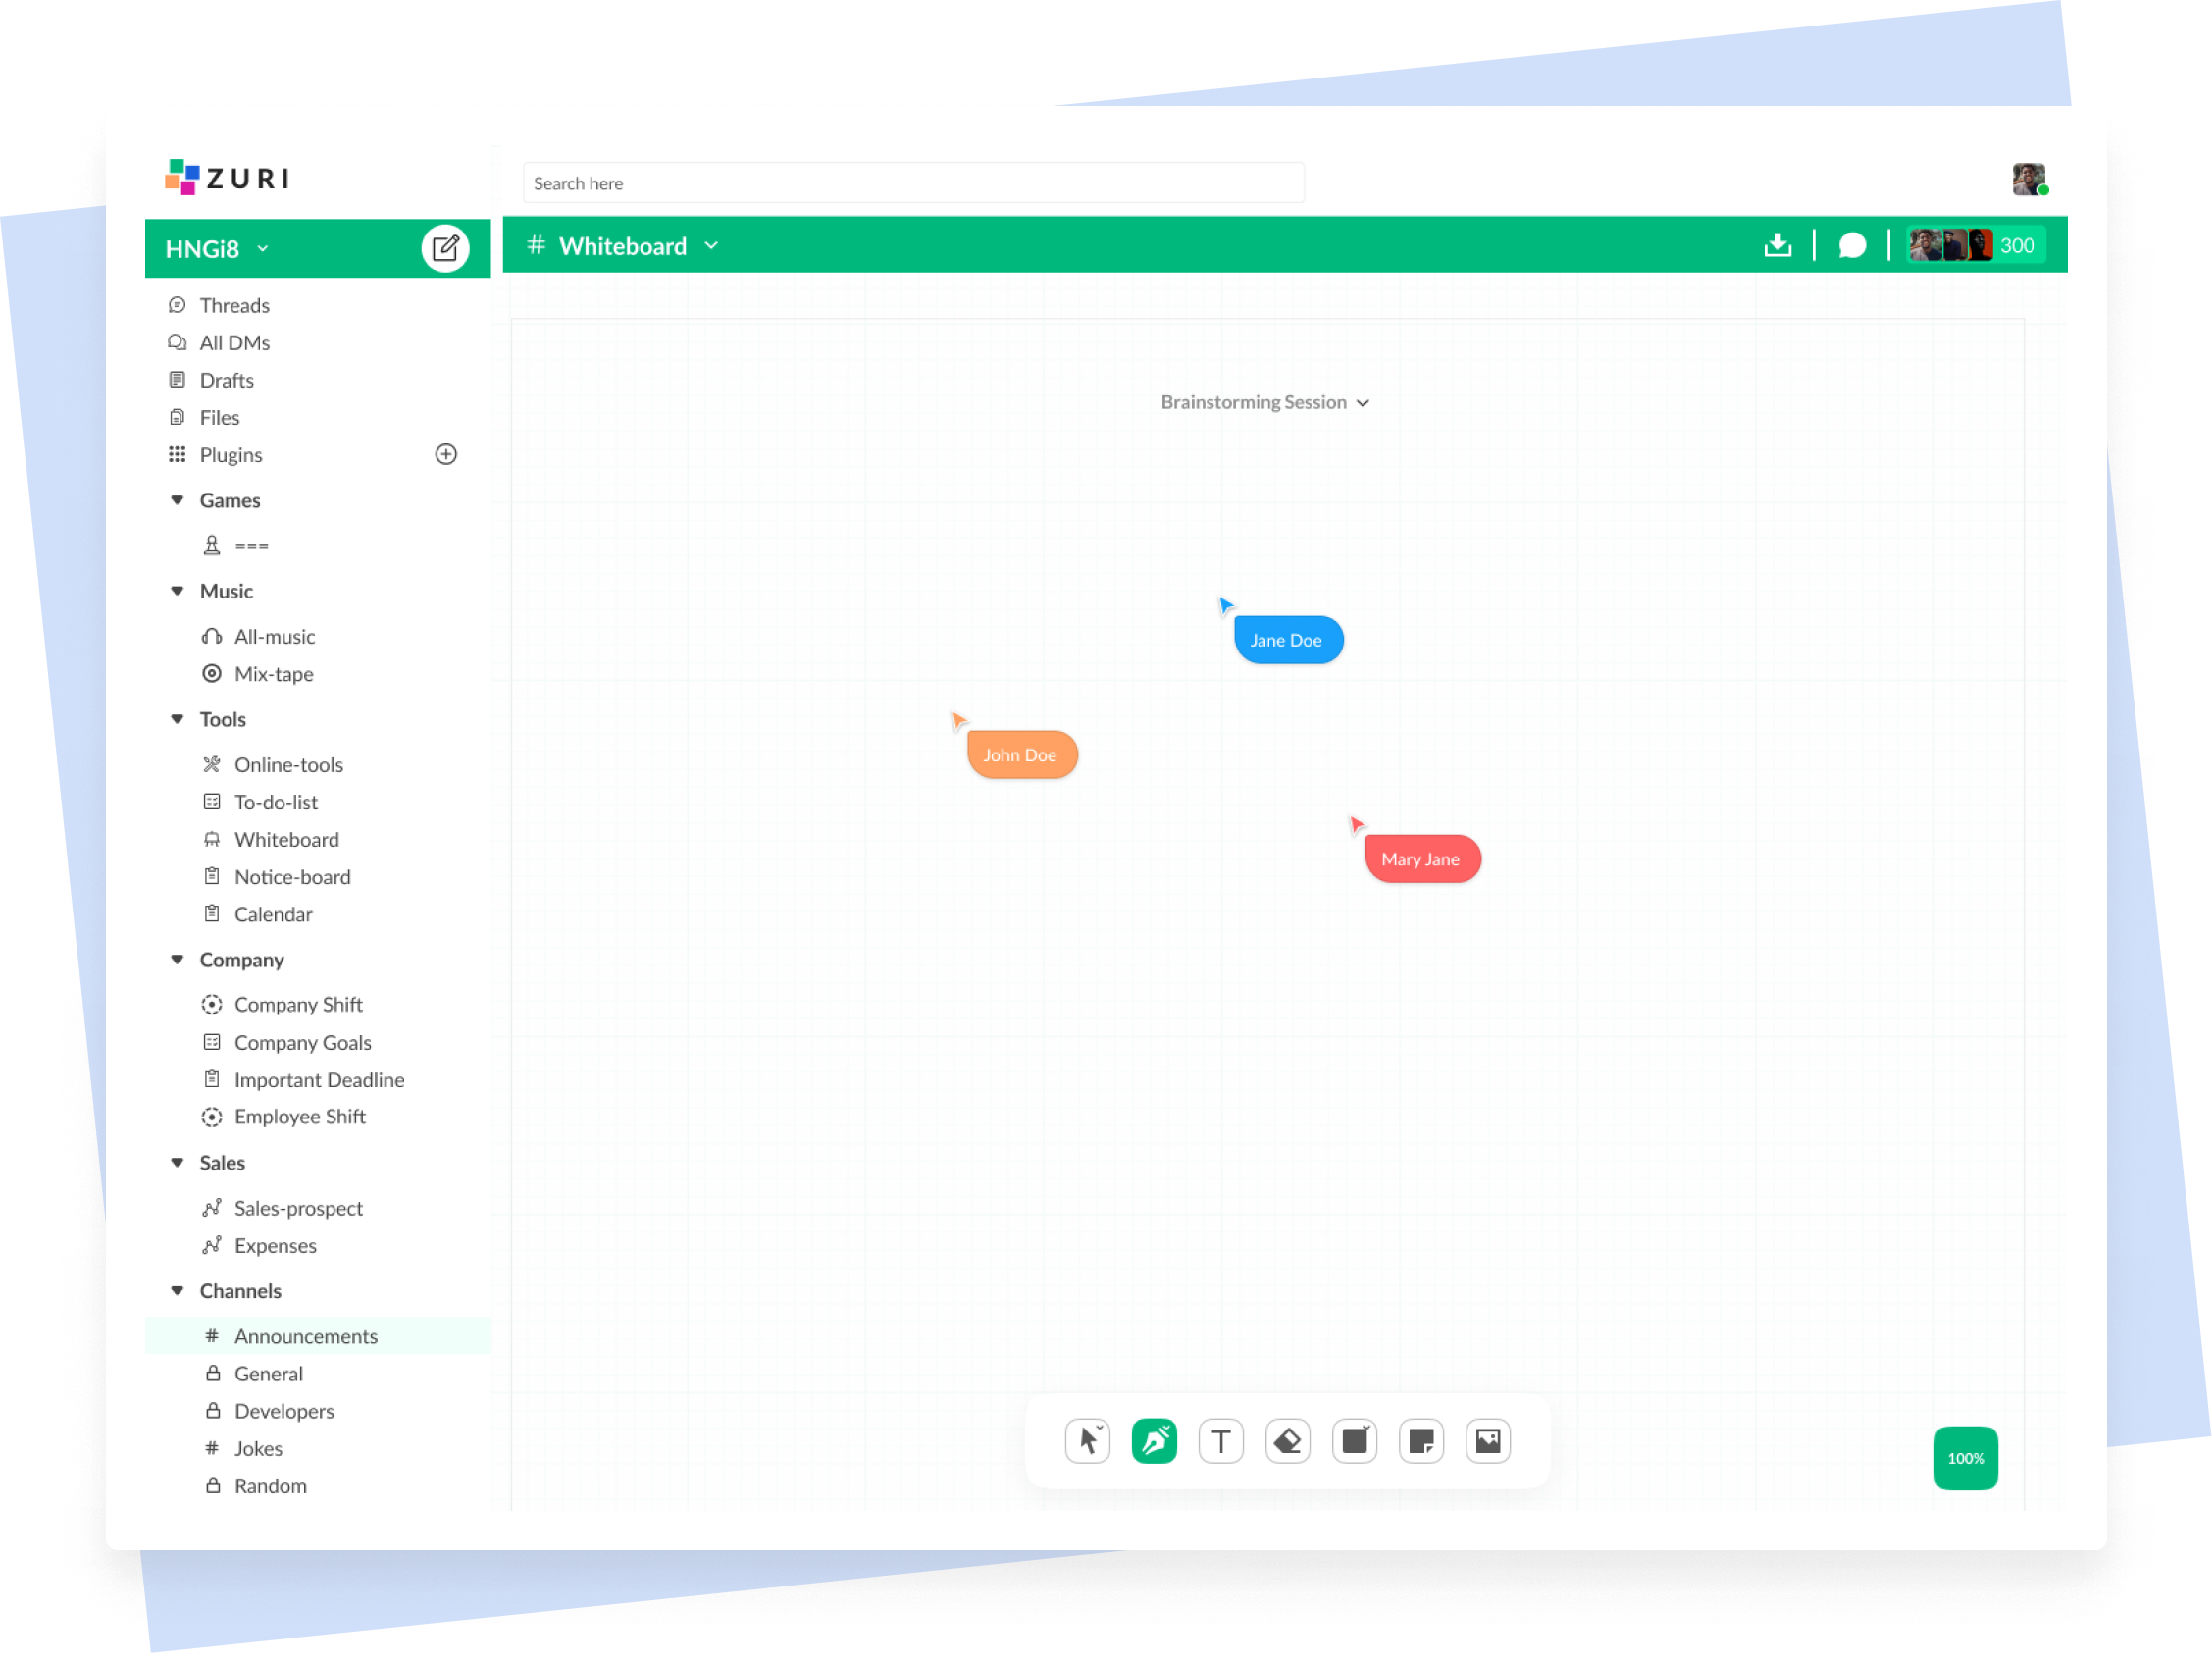 ZURI
Search here
HNGi8
# Whiteboard
300
Threads
All DMs
Drafts
Files
Plugins
Games
===
Music
All-music
Mix-tape
Tools
Online-tools
To-do-list
Whiteboard
Notice-board
Calendar
Company
Company Shift
Company Goals
Important Deadline
Employee Shift
Sales
Sales-prospect
Expenses
Channels
# Announcements
General
Developers
# Jokes
Random
Brainstorming Session
Jane Doe
John Doe
Mary Jane
T
100%